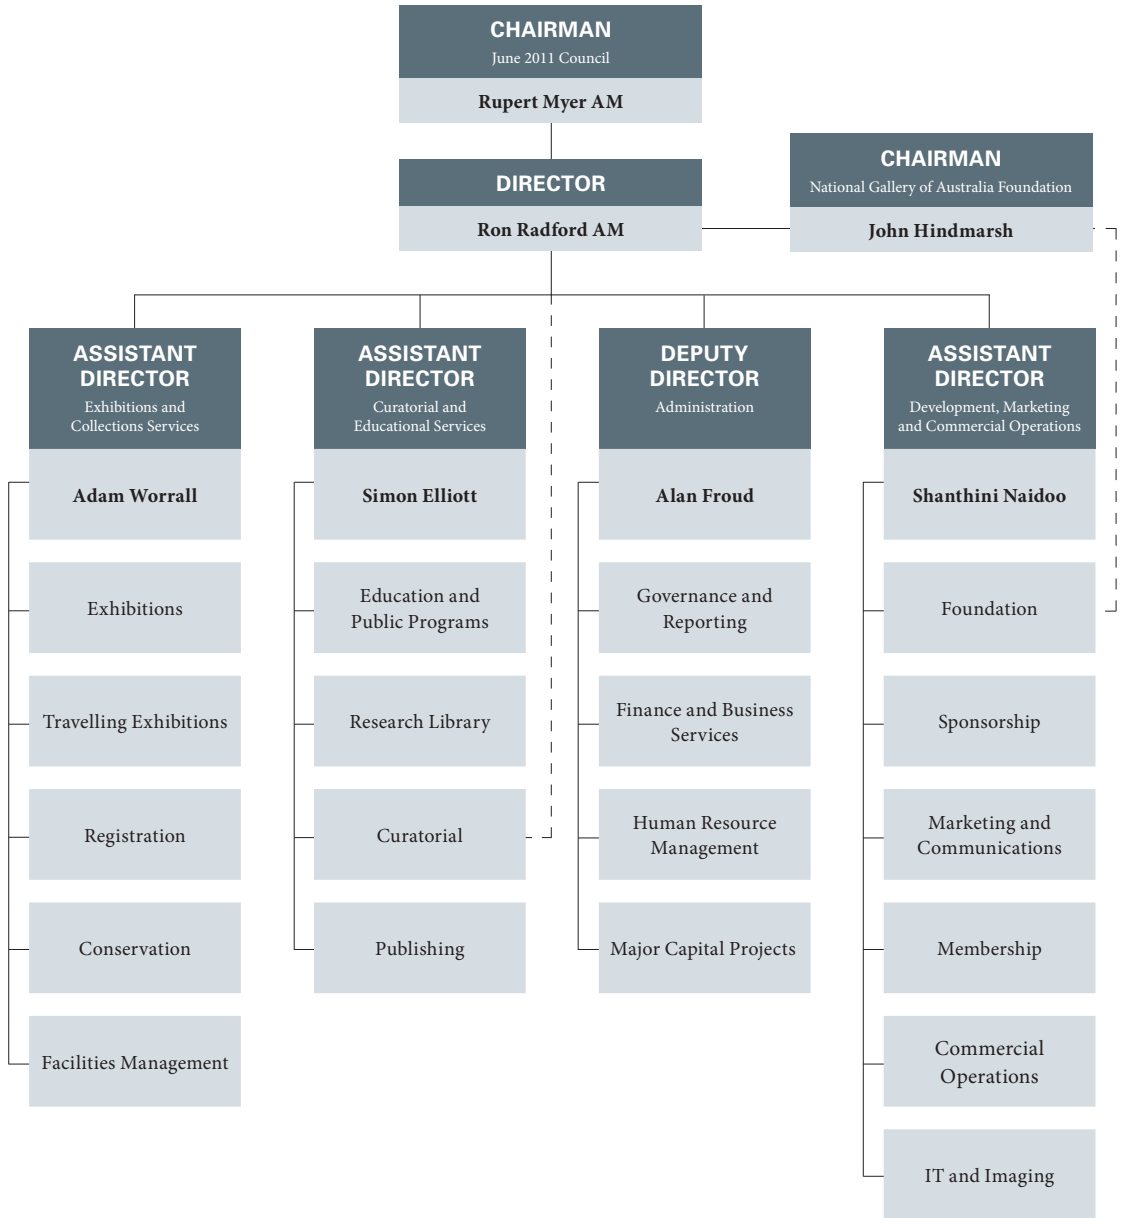 CHAIRMAN
June 2011 Council
Rupert Myer AM
DIRECTOR
Ron Radford AM
CHAIRMAN
National Gallery of Australia Foundation
John Hindmarsh
ASSISTANT
DIRECTOR
Exhibitions and
Collections Services
Adam Worrall
Exhibitions
Travelling Exhibitions
Registration
Conservation
Facilities Management
ASSISTANT
DIRECTOR
Curatorial and
Educational Services
Simon Elliott
Education and
Public Programs
Research Library
Curatorial
Publishing
DEPUTY
DIRECTOR
Administration
Alan Froud
Governance and
Reporting
Finance and Business
Services
Human Resource
Management
Major Capital Projects
ASSISTANT
DIRECTOR
Development, Marketing
and Commercial Operations
Shanthini Naidoo
Foundation
Sponsorship
Marketing and
Communications
Membership
Commercial
Operations
IT and Imaging